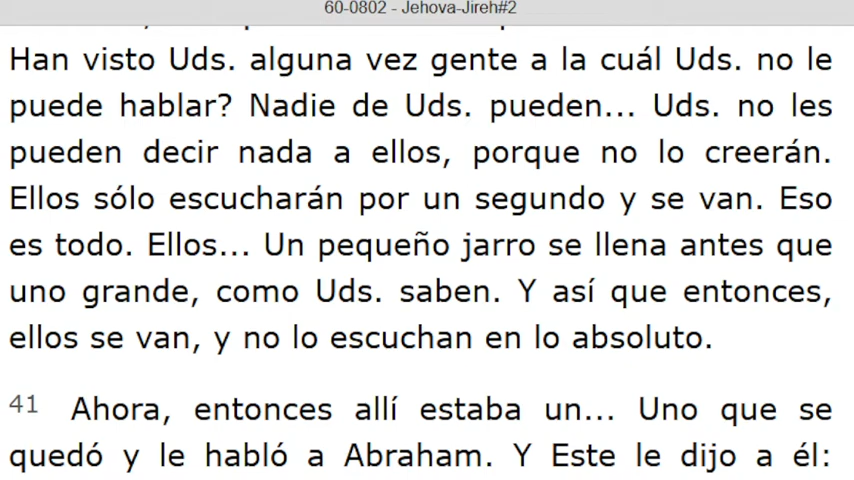 60-0802 - Jehova-Jireh#2
Han visto Uds. alguna vez gente a la cuál Uds. no le
puede hablar? Nadie de Uds. pueden... Uds. no les
pueden decir nada a ellos, porque no lo creerán.
Ellos sólo escucharán por un segundo y se van. Eso
es todo. Ellos... Un pequeño jarro se llena antes que
uno grande, como Uds. saben. Y así que entonces,
ellos se van, y no lo escuchan en lo absoluto.
41 Ahora, entonces allí estaba un... Uno que se
quedó y le habló a Abraham. Y Este le dijo a él: